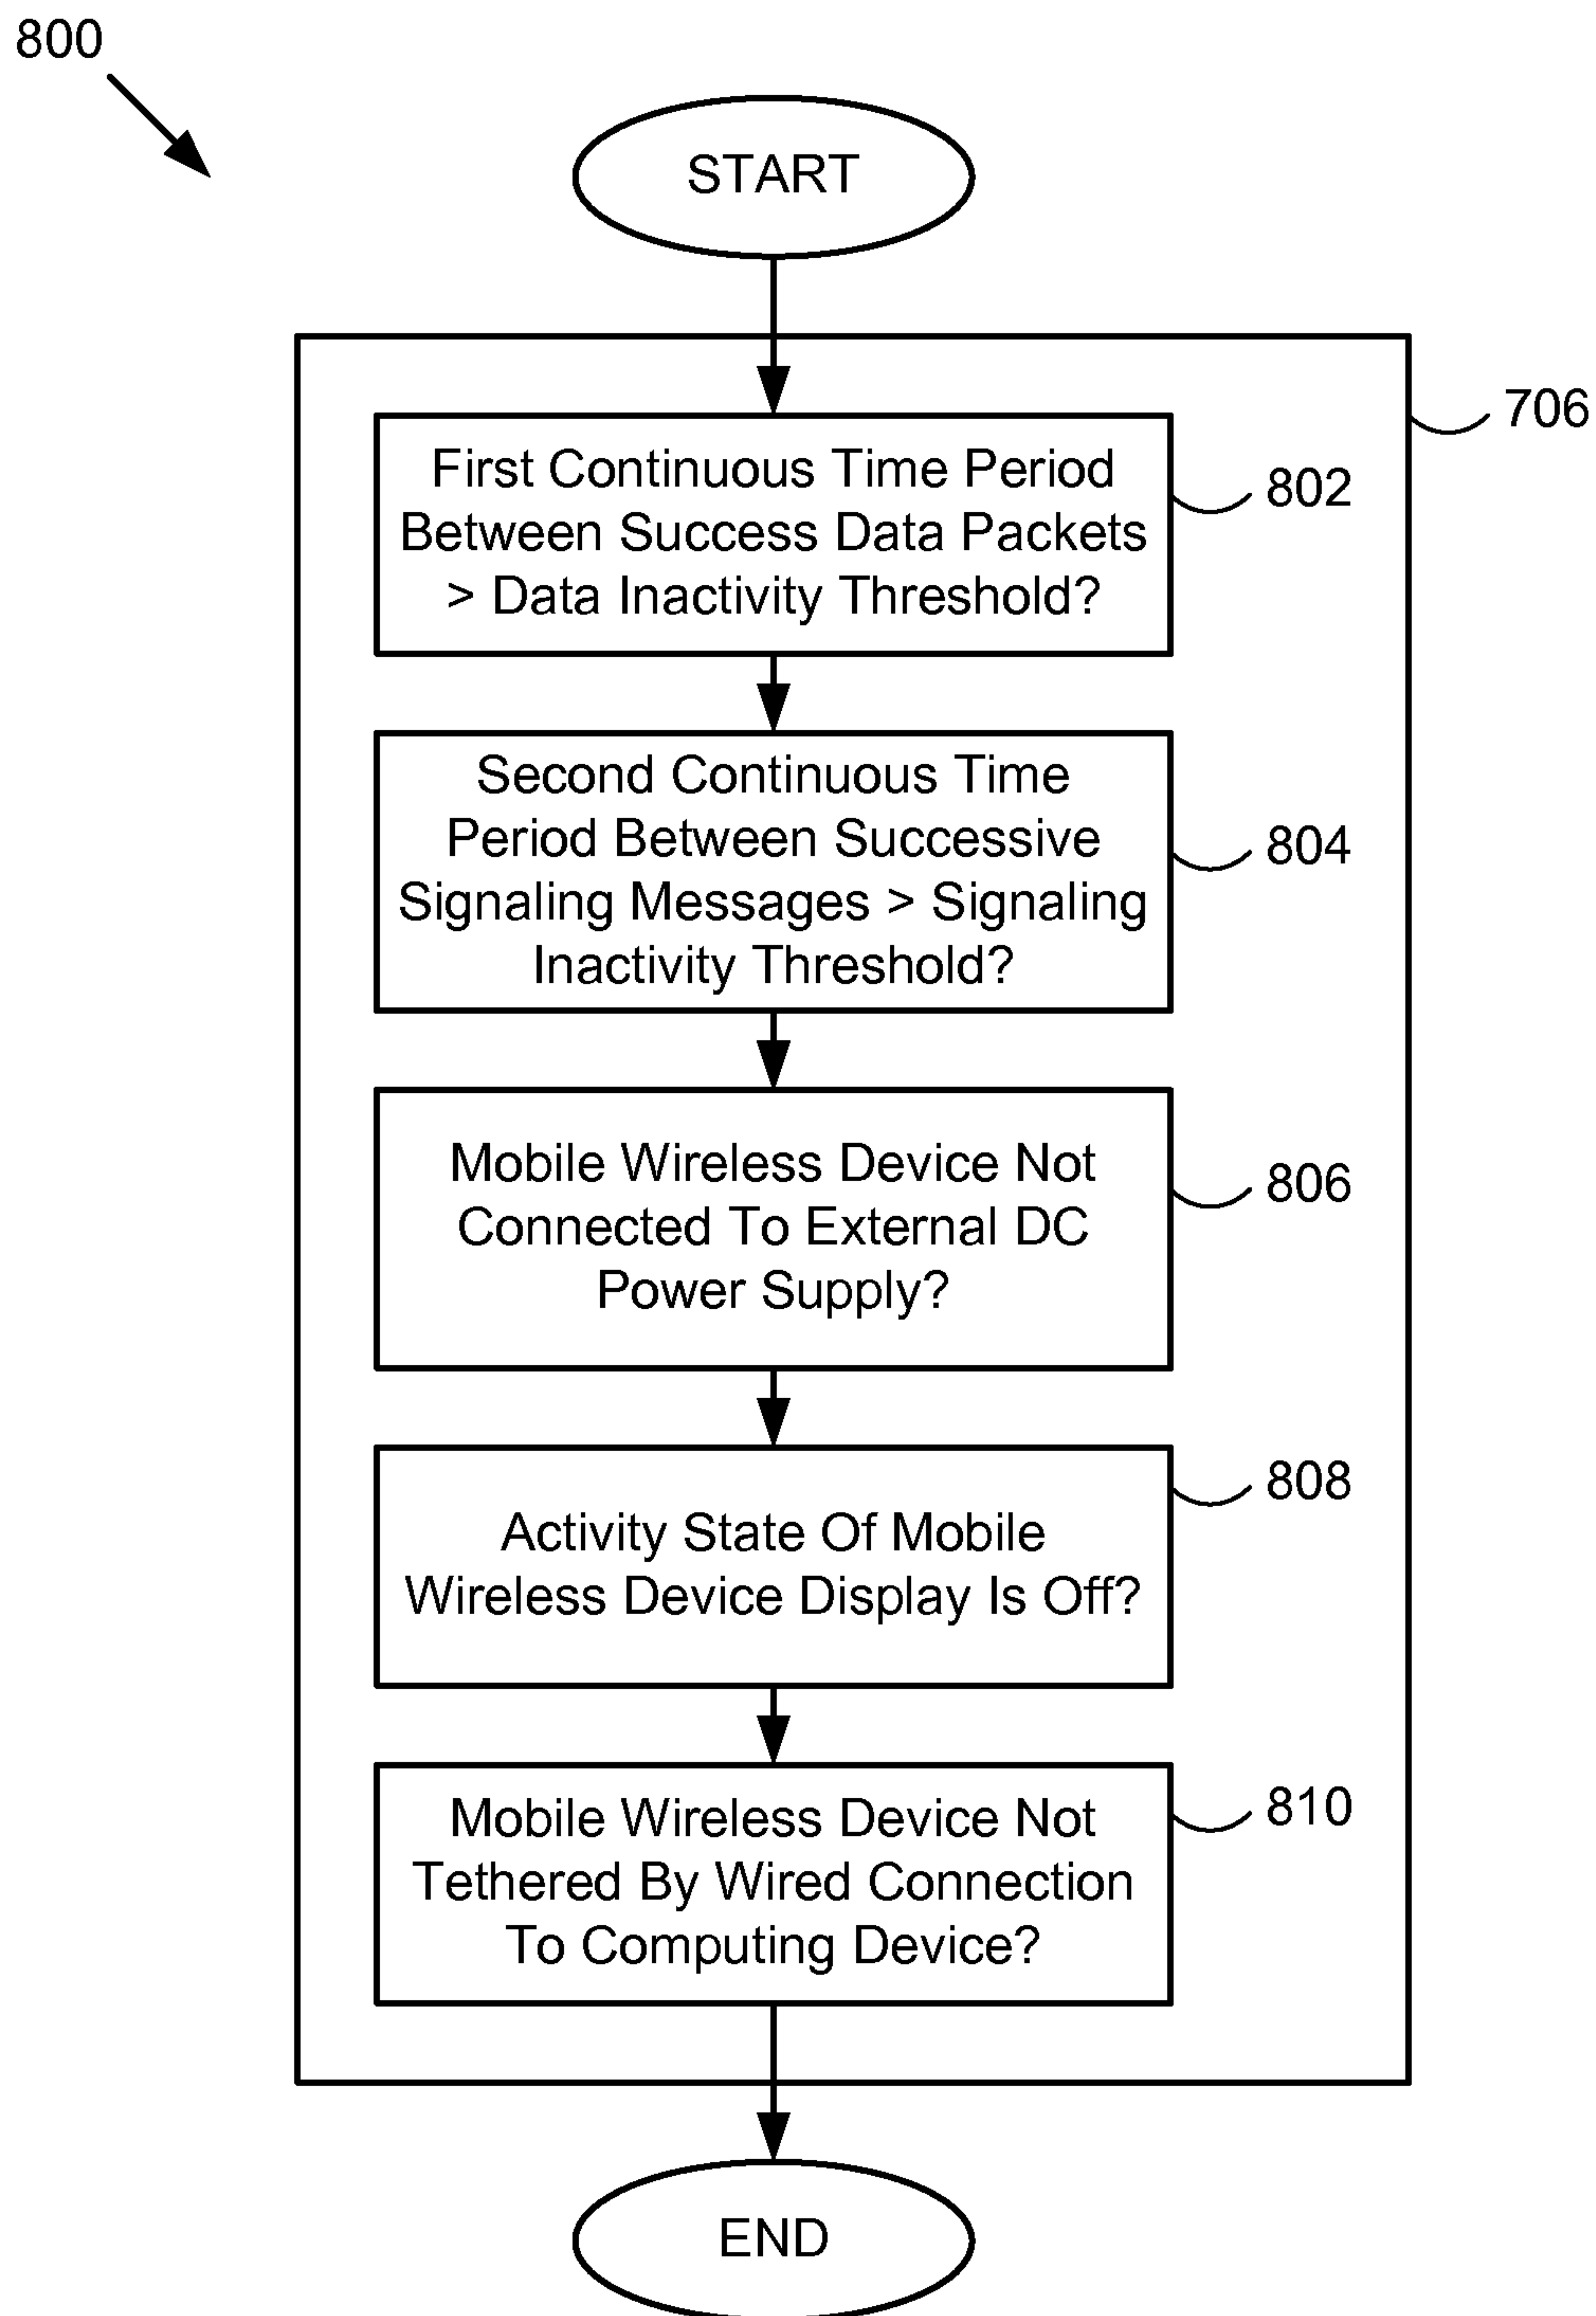 800
START
706
First Continuous Time Period
Between Success Data Packets
> Data Inactivity Threshold?
802
Second Continuous Time
Period Between Successive
Signaling Messages > Signaling
Inactivity Threshold?
804
Mobile Wireless Device Not
Connected To External DC
Power Supply?
806
Activity State Of Mobile
Wireless Device Display Is Off?
808
Mobile Wireless Device Not
Tethered By Wired Connection
To Computing Device?
810
END